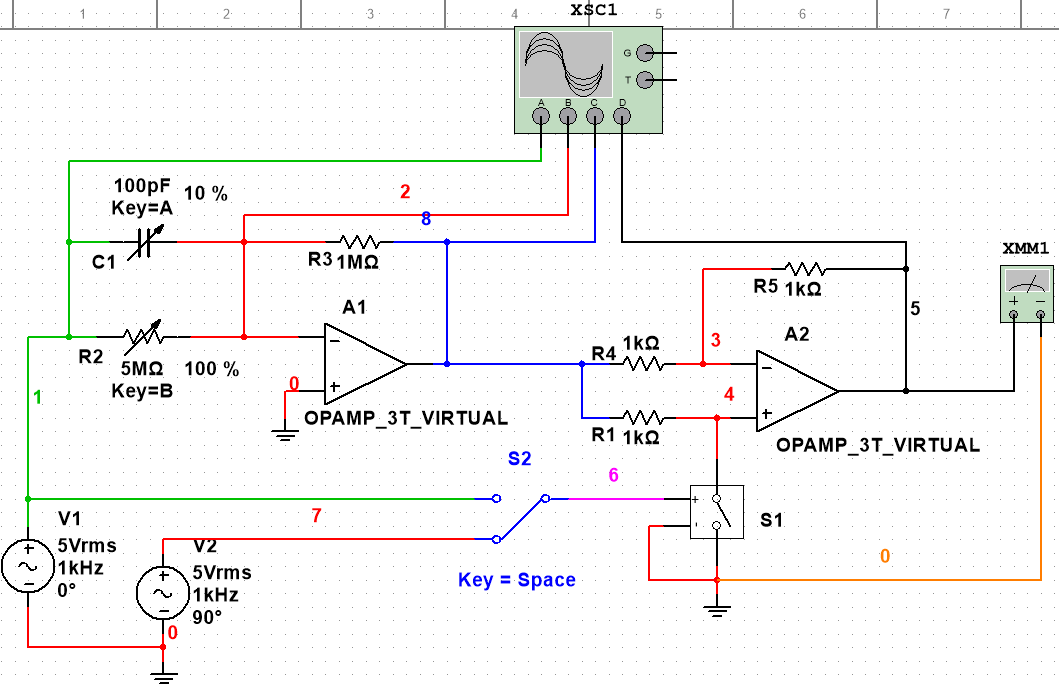 1 2 3 4 5 6 7
XSC1
G
T
A B C D
100pF 10 %
Key=A
2
8
C1
R3 1MΩ
XMM1
R5 1kΩ
+ −
A1
5
A2
R2
5MΩ 100 %
Key=B
−
+
0
OPAMP_3T_VIRTUAL
1kΩ
R4
3
4
R1 1kΩ
−
+
OPAMP_3T_VIRTUAL
1
S2
6
7
+
-
S1
V1
5Vrms
1kHz
0°
+
−
V2
5Vrms
1kHz
90°
+
−
Key = Space
0
0